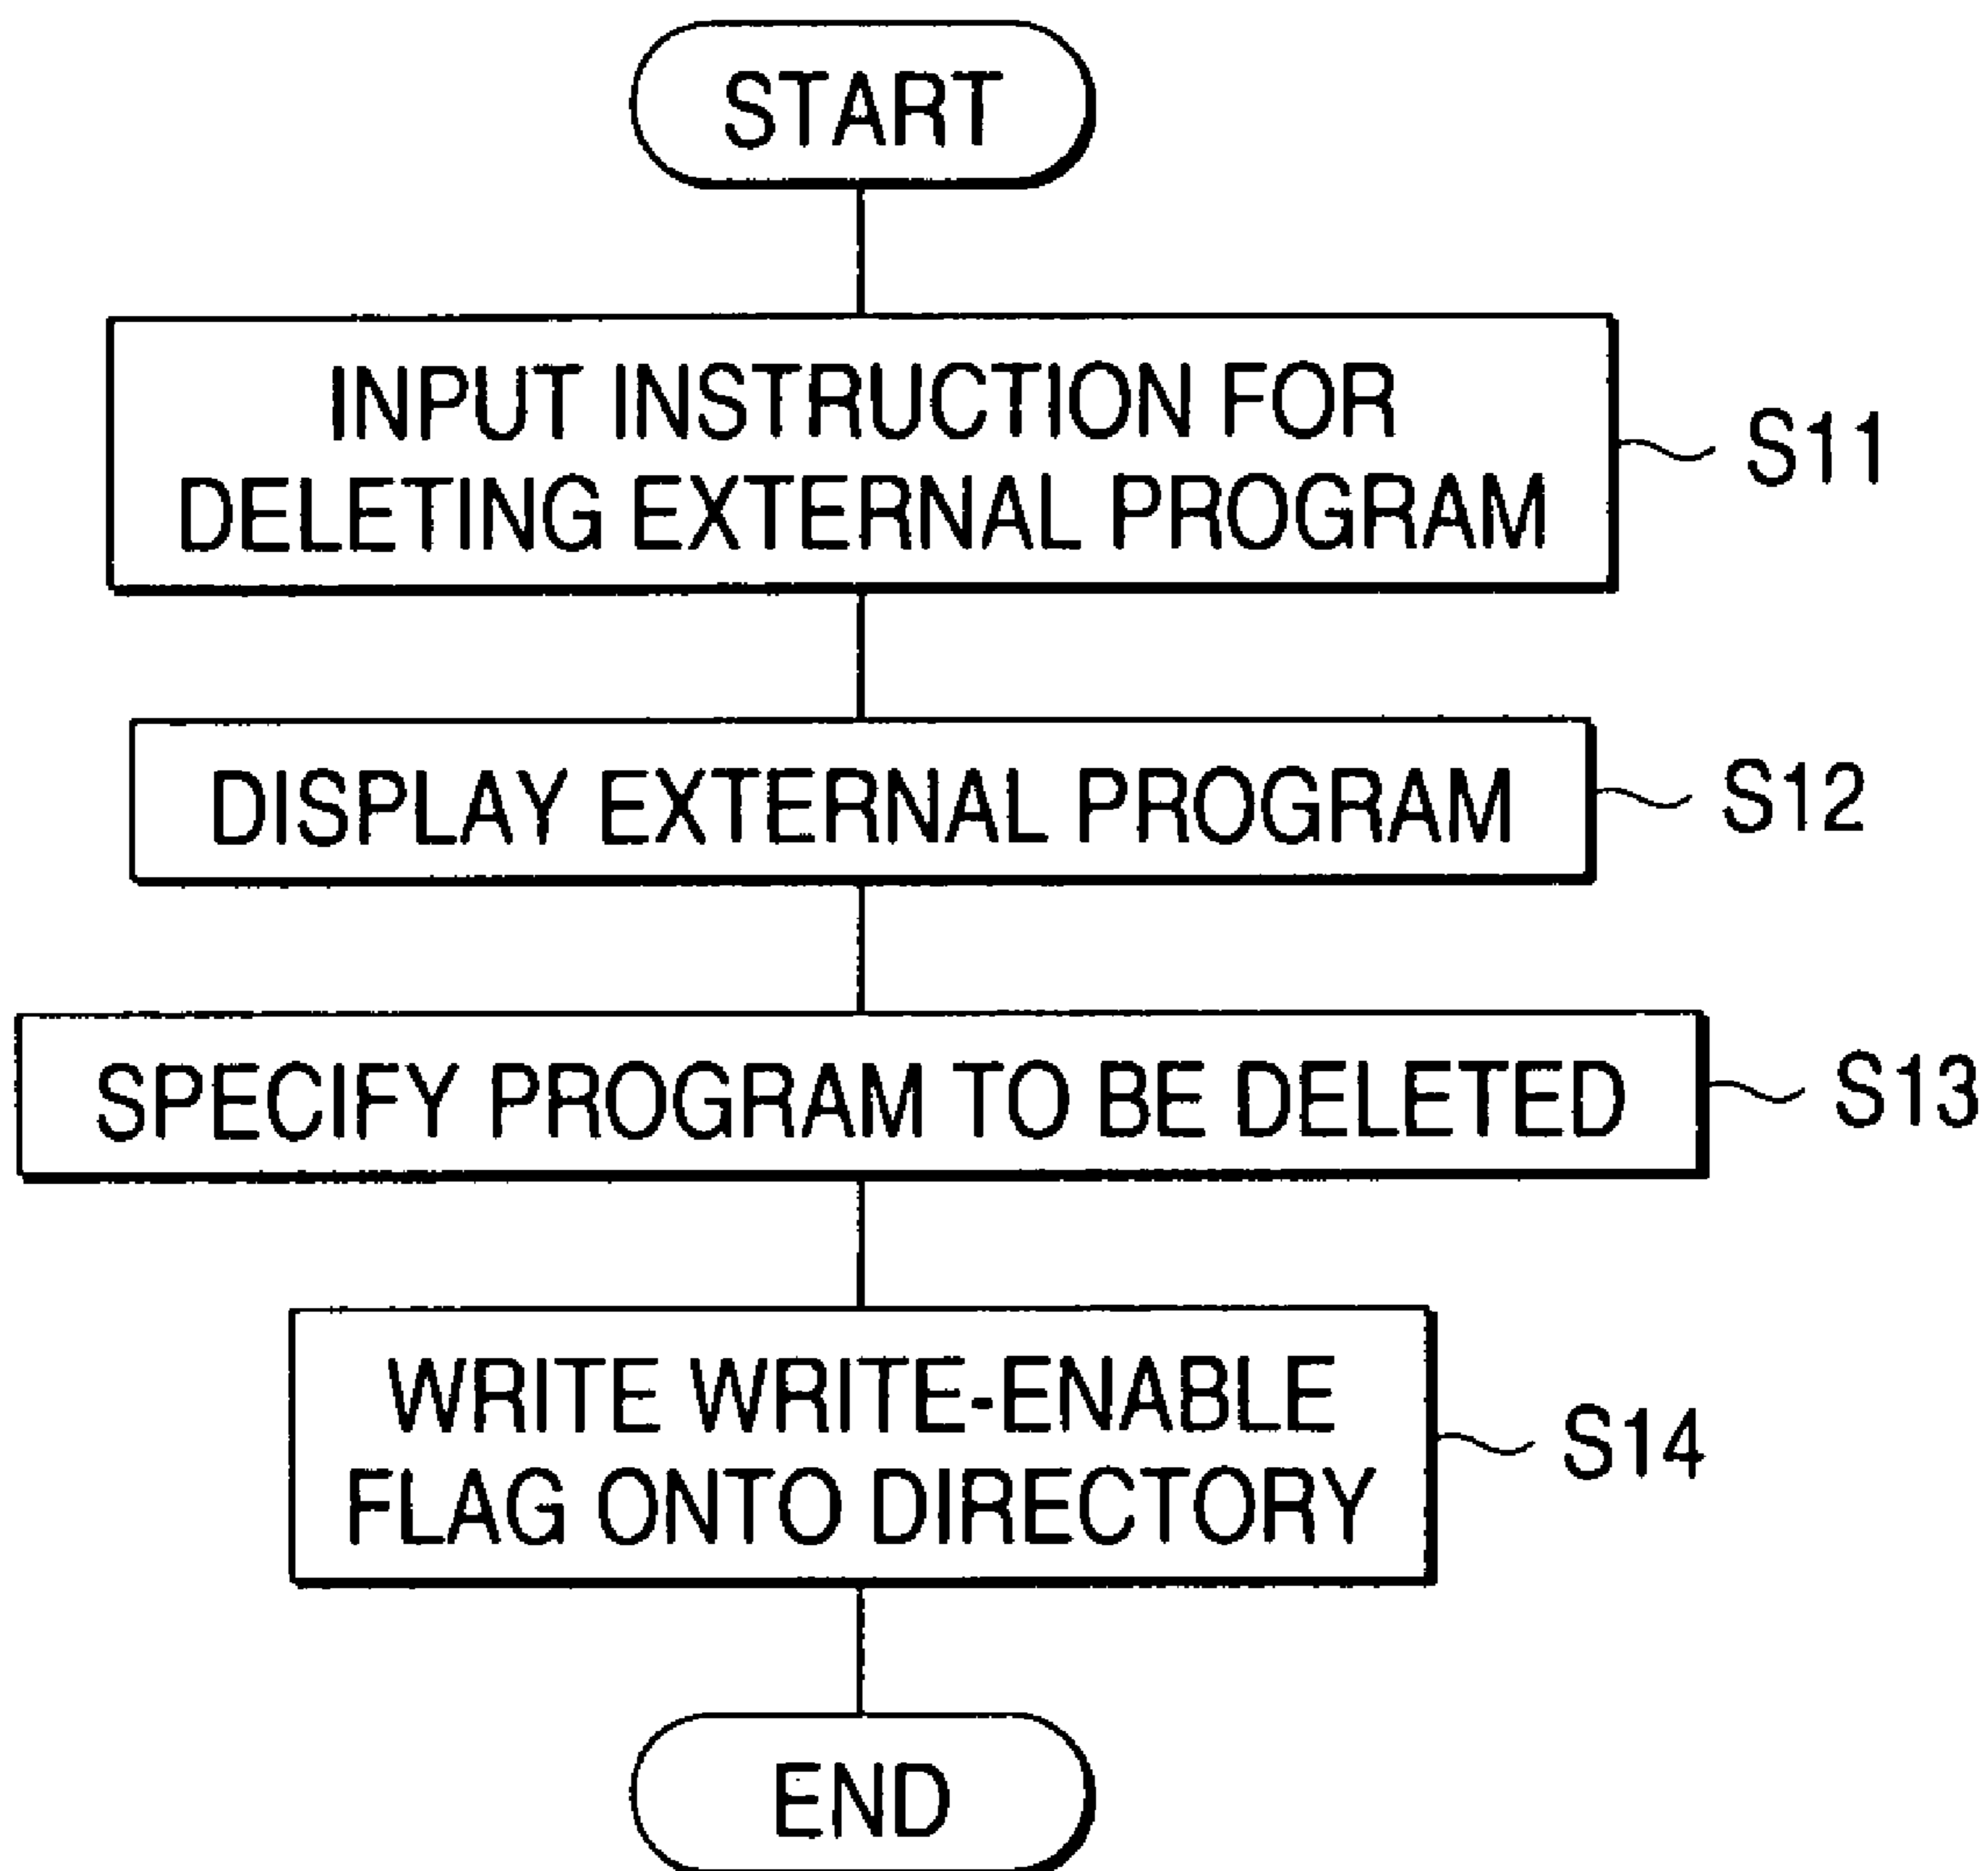 START
INPUT INSTRUCTION FOR
DELETING EXTERNAL PROGRAM
S11
DISPLAY EXTERNAL PROGRAM
S12
SPECIFY PROGRAM TO BE DELETED
S13
WRITE WRITE-ENABLE
FLAG ONTO DIRECTORY
S14
END